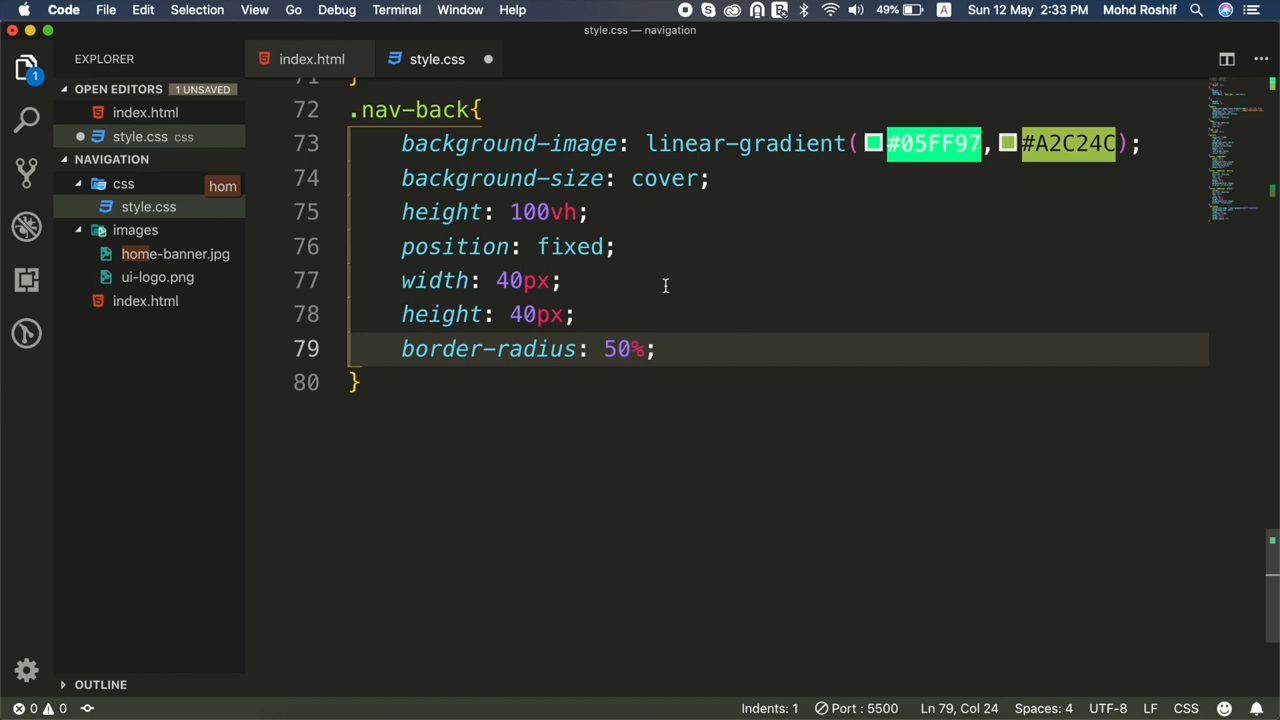 Code File Edit Selection View Go Debug Terminal Window Help 49% A Sun 12 May 2:33 PM Mohd Roshif
style.css — navigation
EXPLORER index.html style.css
OPEN EDITORS 1 UNSAVED
index.html
style.css css
NAVIGATION
css hom
style.css
images
home-banner.jpg
ui-logo.png
index.html
OUTLINE
71 }
72 .nav-back{
73 background-image: linear-gradient(#05FF97,#A2C24C);
74 background-size: cover;
75 height: 100vh;
76 position: fixed;
77 width: 40px;
78 height: 40px;
79 border-radius: 50%;
80 }
1
0 0 Indents: 1 Port : 5500 Ln 79, Col 24 Spaces: 4 UTF-8 LF CSS